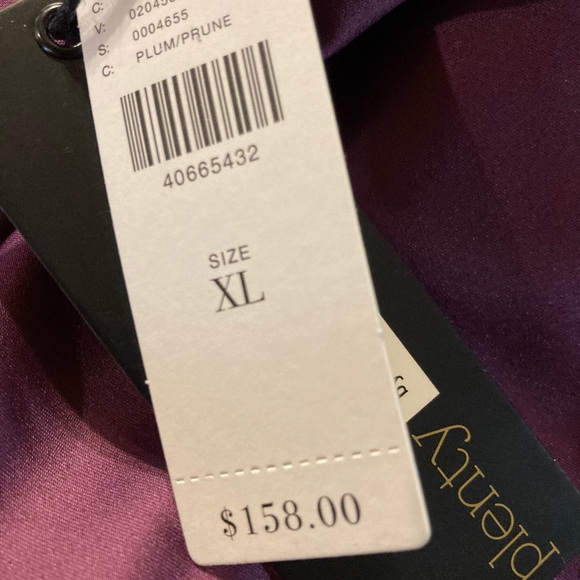 C:
V:
S: 0004655
C: PLUM/PRUNE
40665432
SIZE
XL
$158.00
plenty